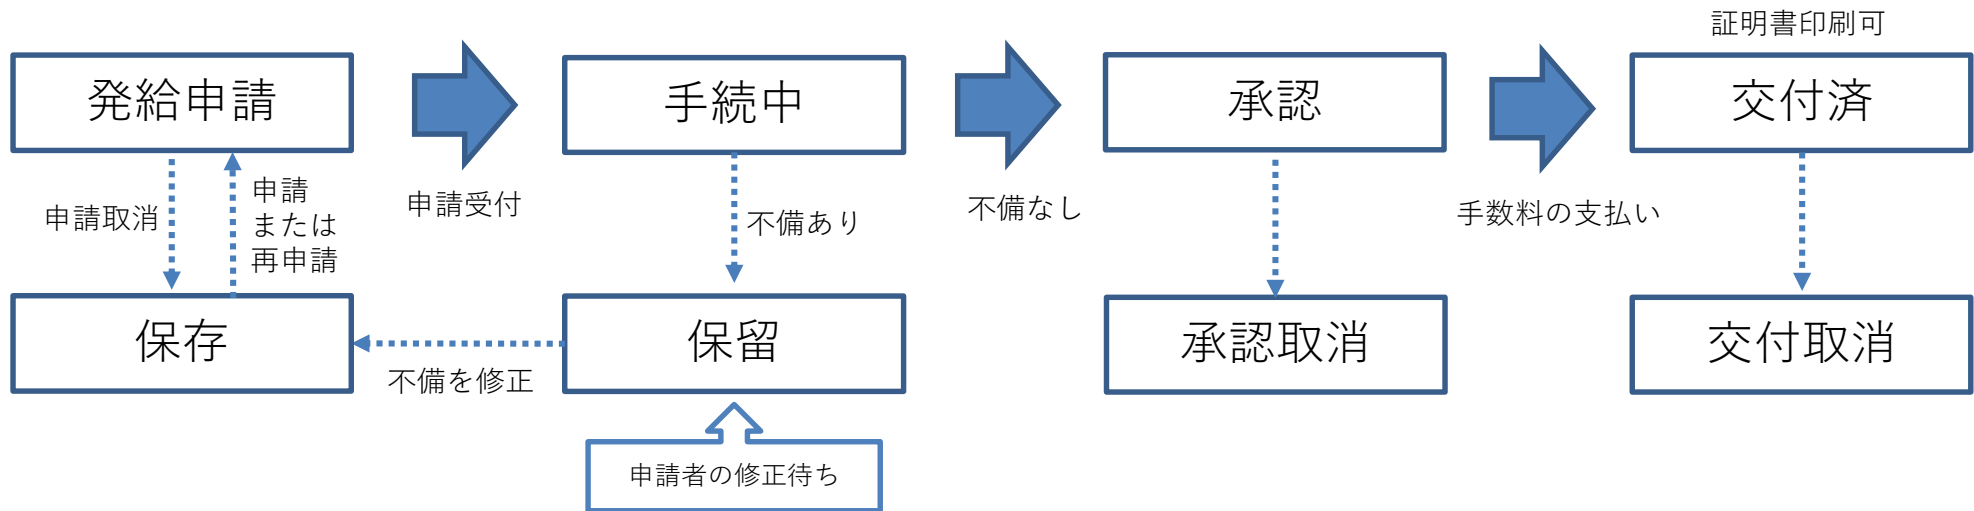 証明書印刷可
発給申請
手続中
承認
交付済
申請取消
申請
または
再申請
申請受付
不備あり
不備なし
手数料の支払い
保存
保留
承認取消
交付取消
不備を修正
申請者の修正待ち